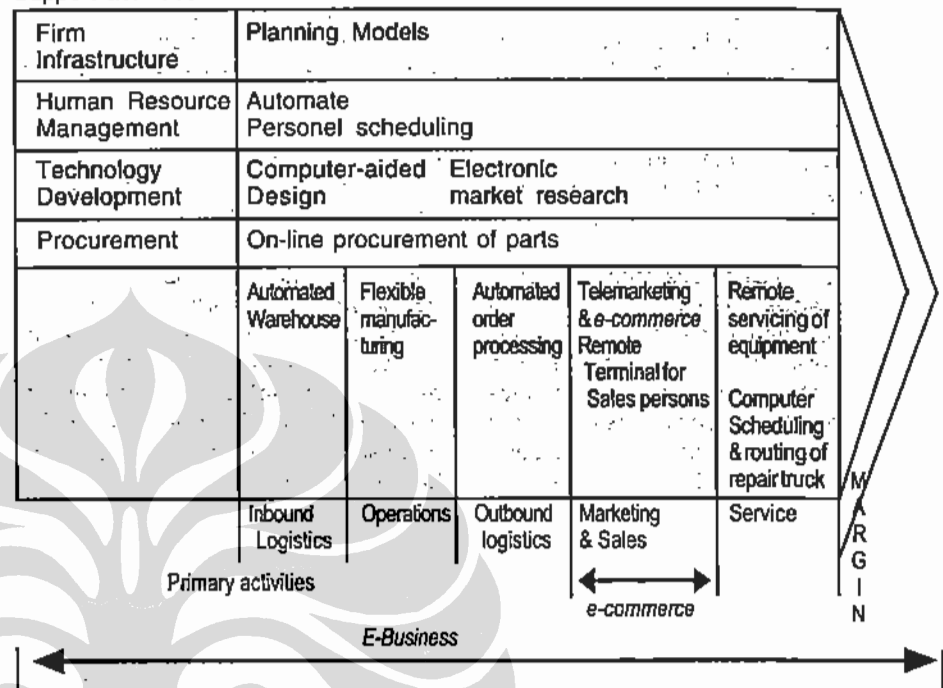 Firm
Infrastructure
Planning Models
Human Resource
Management
Automate
Personel scheduling
Technology
Development
Computer-aided
Design
Electronic
market research
Procurement
On-line procurement of parts
Automated
Warehouse
Flexible
manufac-
turing
Automated
order
processing
Telemarketing
& e-commerce
Remote
Terminal for
Sales persons
Remote
servicing of
equipment
Computer
Scheduling
& routing of
repair truck
Inbound
Logistics
Operations
Outbound
logistics
Marketing
& Sales
Service
MARGIN
Primary activities
e-commerce
E-Business